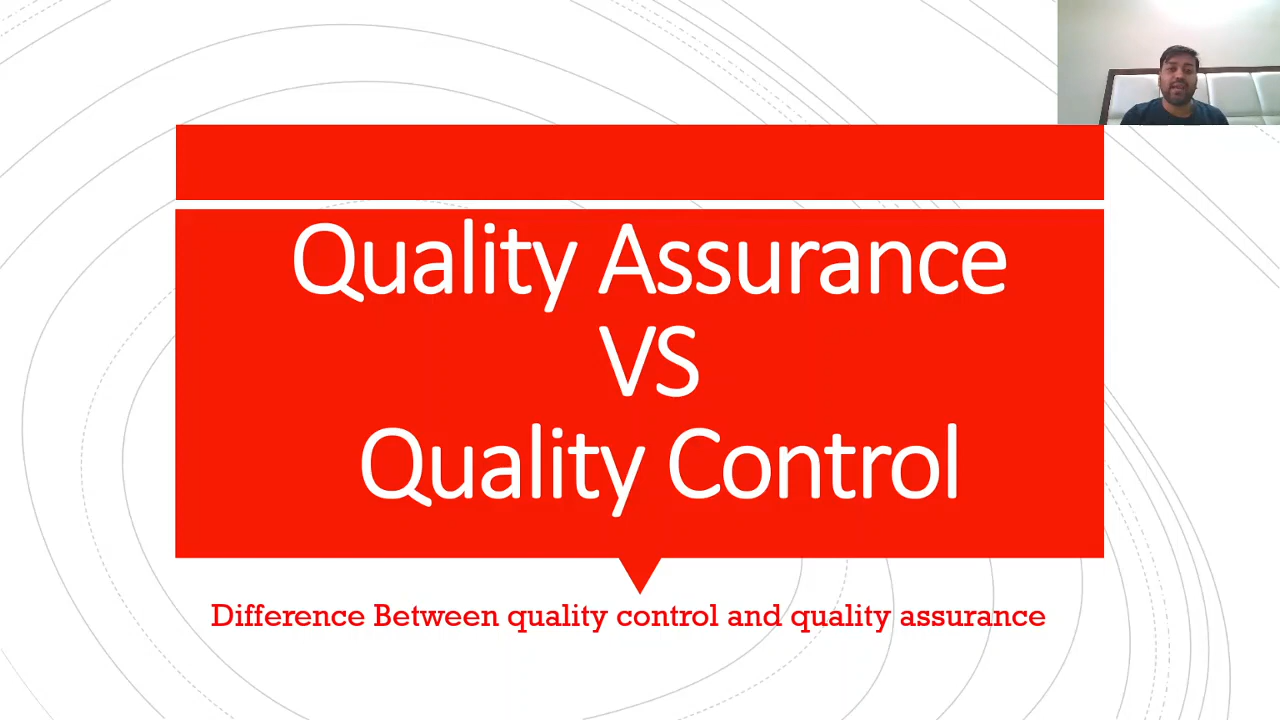 Quality Assurance
VS
Quality Control
Difference Between quality control and quality assurance